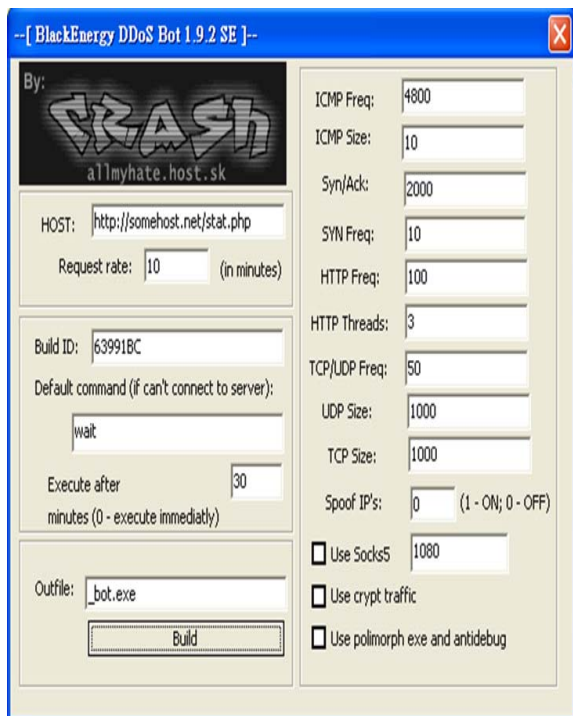 --[ BlackEnergy DDoS Bot 1.9.2 SE ]--
By:
CRASh
allmyhate.host.sk
HOST: http://somehost.net/stat.php
Request rate: 10 (in minutes)
Build ID: 63991BC
Default command (if can't connect to server):
wait
Execute after 30
minutes (0 - execute immediatly)
Outfile: _bot.exe
Build
ICMP Freq: 4800
ICMP Size: 10
Syn/Ack: 2000
SYN Freq: 10
HTTP Freq: 100
HTTP Threads: 3
TCP/UDP Freq: 50
UDP Size: 1000
TCP Size: 1000
Spoof IP's: 0 (1 - ON; 0 - OFF)
Use Socks5 1080
Use crypt traffic
Use polimorph exe and antidebug